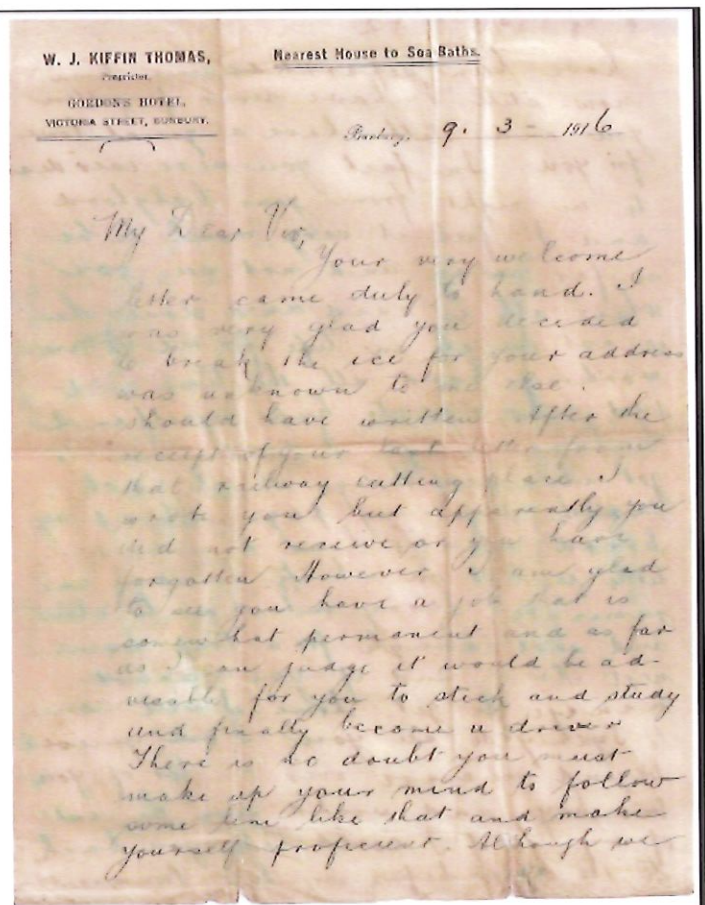 W. J. KIFFIN THOMAS,
Proprietor.
GORDON'S HOTEL,
VICTORIA STREET, BUNBURY.
Nearest House to Sea Baths.
Bunbury, 9. 3 - 1916
My Dear Vic,
Your very welcome
letter came duly to hand. I
was very glad you decided
to break the ice for your address
was unknown to me else I
should have written. After the
receipt of your last letter from
that railway cutting place I
wrote you but apparently you
did not receive or you have
forgotten However I am glad
to see you have a job that is
somewhat permanent and as far
as I can judge it would be ad-
visable for you to stick and study
and finally become a driver
There is no doubt you must
make up your mind to follow
some line like that and make
yourself proficient. Although we